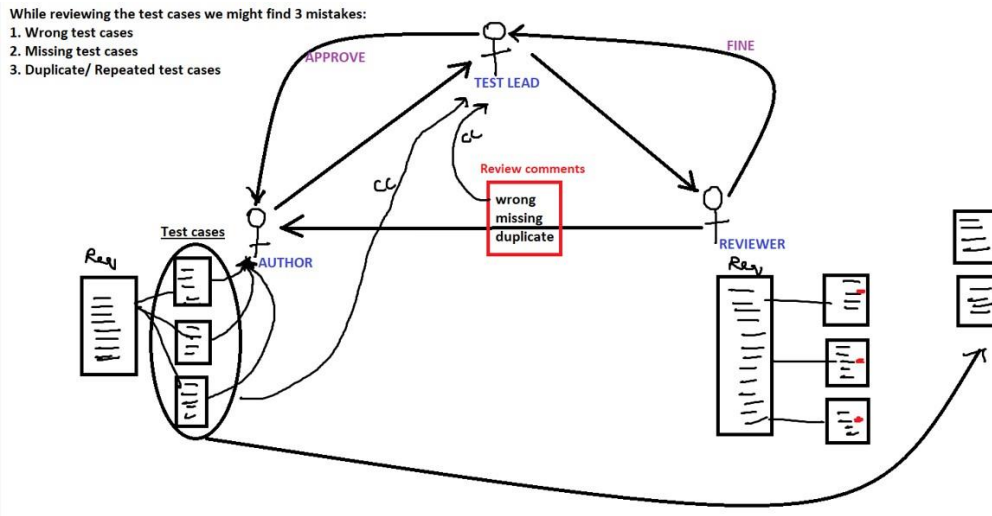 While reviewing the test cases we might find 3 mistakes:
1. Wrong test cases
2. Missing test cases
3. Duplicate/ Repeated test cases
APPROVE
FINE
TEST LEAD
CC
CC
Review comments
wrong
missing
duplicate
Test cases
AUTHOR
REVIEWER
Req
Req